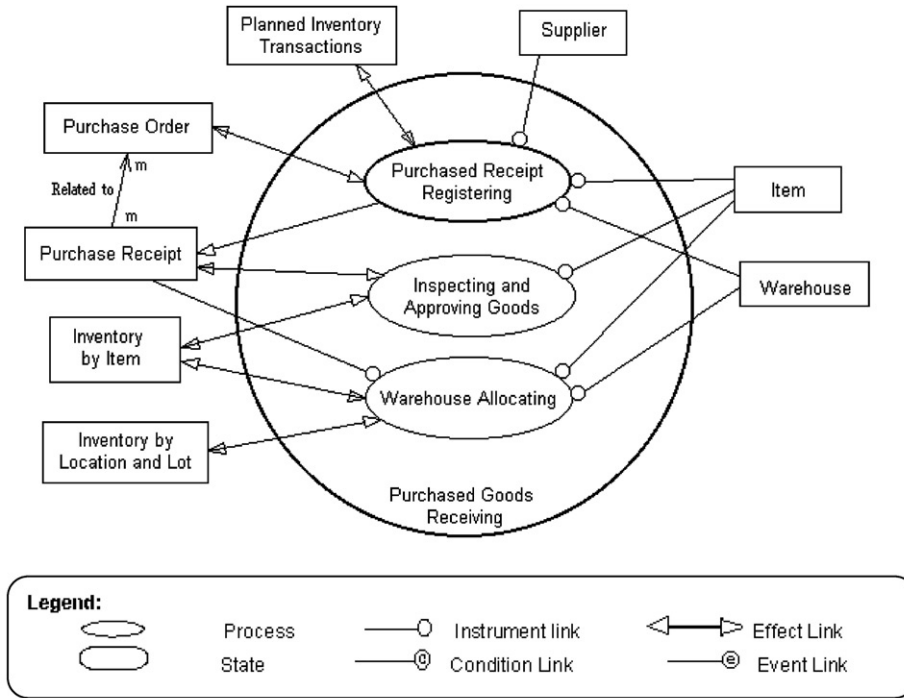 Planned Inventory
Transactions
Supplier
Purchase Order
m
Related to
m
Purchase Receipt
Purchased Receipt
Registering
Item
Inspecting and
Approving Goods
Warehouse
Inventory
by Item
Warehouse Allocating
Inventory by
Location and Lot
Purchased Goods
Receiving
Legend:
Process
Instrument link
Effect Link
State
c
Condition Link
e
Event Link